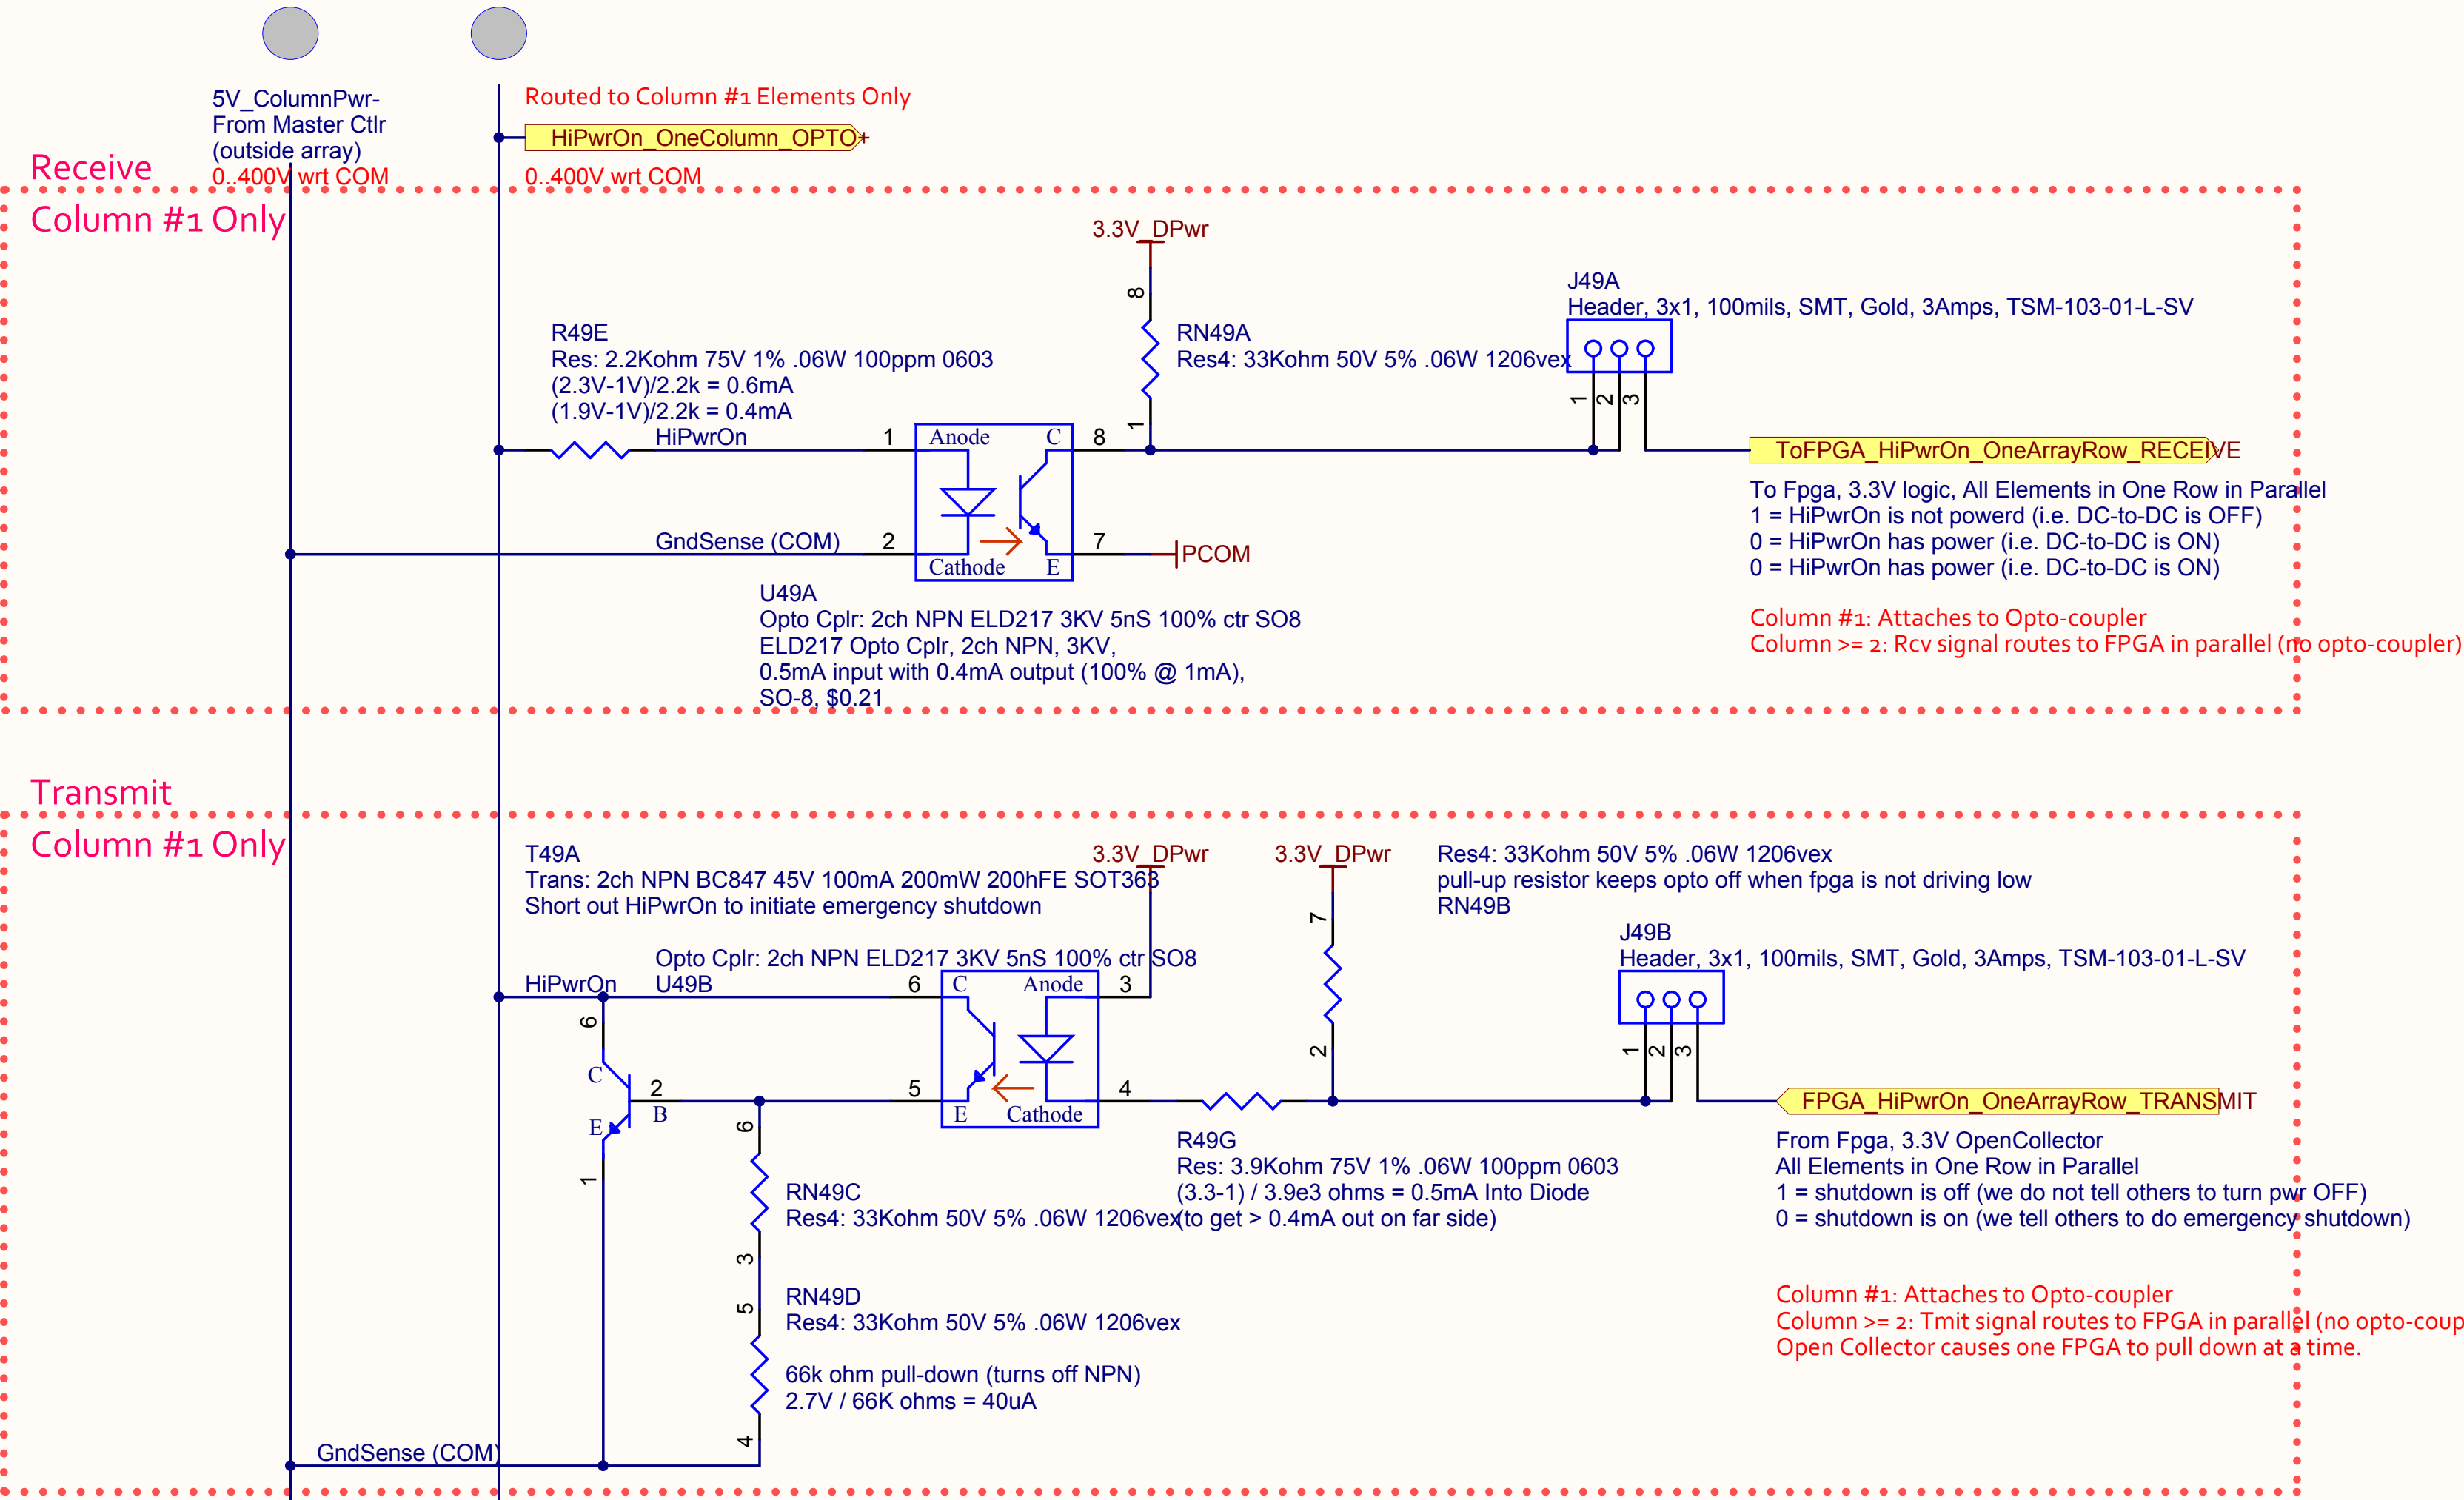 5V_ColumnPwr-
From Master Ctlr
(outside array)
0..400V wrt COM
Routed to Column #1 Elements Only
HiPwrOn_OneColumn_OPTO+
0..400V wrt COM
Receive
Column #1 Only
3.3V_DPwr
8
RN49A
Res4: 33Kohm 50V 5% .06W 1206vex
1
J49A
Header, 3x1, 100mils, SMT, Gold, 3Amps, TSM-103-01-L-SV
1
2
3
R49E
Res: 2.2Kohm 75V 1% .06W 100ppm 0603
(2.3V-1V)/2.2k = 0.6mA
(1.9V-1V)/2.2k = 0.4mA
HiPwrOn
1
Anode
C
8
GndSense (COM)
2
Cathode
E
7
PCOM
U49A
Opto Cplr: 2ch NPN ELD217 3KV 5nS 100% ctr SO8
ELD217 Opto Cplr, 2ch NPN, 3KV,
0.5mA input with 0.4mA output (100% @ 1mA),
SO-8, $0.21
ToFPGA_HiPwrOn_OneArrayRow_RECEIVE
To Fpga, 3.3V logic, All Elements in One Row in Parallel
1 = HiPwrOn is not powerd (i.e. DC-to-DC is OFF)
0 = HiPwrOn has power (i.e. DC-to-DC is ON)
0 = HiPwrOn has power (i.e. DC-to-DC is ON)
Column #1: Attaches to Opto-coupler
Column >= 2: Rcv signal routes to FPGA in parallel (no opto-coupler)
Transmit
Column #1 Only
T49A
Trans: 2ch NPN BC847 45V 100mA 200mW 200hFE SOT363
Short out HiPwrOn to initiate emergency shutdown
3.3V_DPwr
3.3V_DPwr
Res4: 33Kohm 50V 5% .06W 1206vex
pull-up resistor keeps opto off when fpga is not driving low
RN49B
7
2
J49B
Header, 3x1, 100mils, SMT, Gold, 3Amps, TSM-103-01-L-SV
1
2
3
Opto Cplr: 2ch NPN ELD217 3KV 5nS 100% ctr SO8
HiPwrOn
U49B
6
C
Anode
3
5
E
Cathode
4
6
C
2
B
E
1
6
RN49C
Res4: 33Kohm 50V 5% .06W 1206vex
3
5
RN49D
Res4: 33Kohm 50V 5% .06W 1206vex
66k ohm pull-down (turns off NPN)
2.7V / 66K ohms = 40uA
4
GndSense (COM)
R49G
Res: 3.9Kohm 75V 1% .06W 100ppm 0603
(3.3-1) / 3.9e3 ohms = 0.5mA Into Diode
(to get > 0.4mA out on far side)
FPGA_HiPwrOn_OneArrayRow_TRANSMIT
From Fpga, 3.3V OpenCollector
All Elements in One Row in Parallel
1 = shutdown is off (we do not tell others to turn pwr OFF)
0 = shutdown is on (we tell others to do emergency shutdown)
Column #1: Attaches to Opto-coupler
Column >= 2: Tmit signal routes to FPGA in parallel (no opto-coup
Open Collector causes one FPGA to pull down at a time.